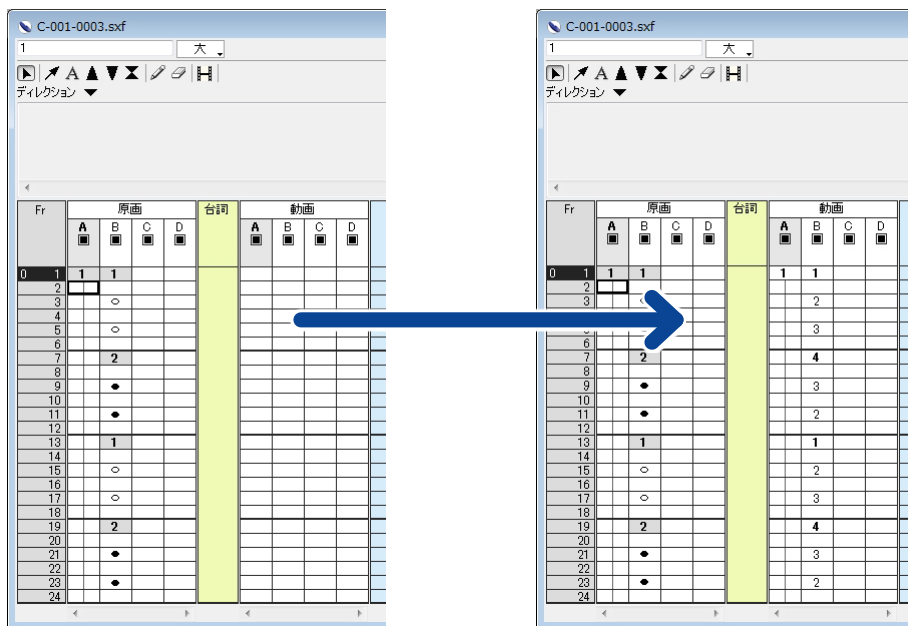 C-001-0003.sxf
1 大
A
ディレクション
Fr 原画 台詞 動画
A B C D A B C D
0 1 1 1
2
3 ○
4
5 ○
6
7 2
8
9 ●
10
11 ●
12
13 1
14
15 ○
16
17 ○
18
19 2
20
21 ●
22
23 ●
24
C-001-0003.sxf
1 大
A
ディレクション
Fr 原画 台詞 動画
A B C D A B C D
0 1 1 1 1 1
2
3 2
4
5 3
6
7 2 4
8
9 ● 3
10
11 ● 2
12
13 1 1
14
15 ○ 2
16
17 ○ 3
18
19 2 4
20
21 ● 3
22
23 ● 2
24